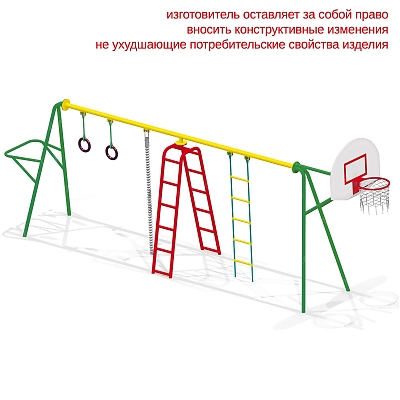 изготовитель оставляет за собой право
вносить конструктивные изменения
не ухудшающие потребительские свойства изделия